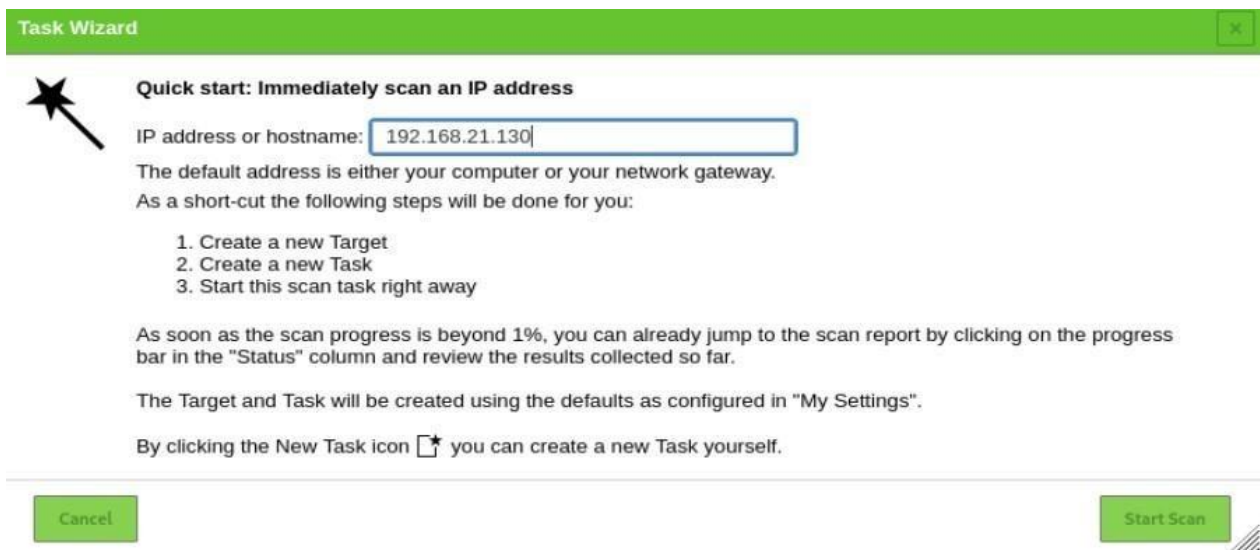 Task Wizard
×
Quick start: Immediately scan an IP address
IP address or hostname: 192.168.21.130
The default address is either your computer or your network gateway.
As a short-cut the following steps will be done for you:
1. Create a new Target
2. Create a new Task
3. Start this scan task right away
As soon as the scan progress is beyond 1%, you can already jump to the scan report by clicking on the progress
bar in the "Status" column and review the results collected so far.
The Target and Task will be created using the defaults as configured in "My Settings".
By clicking the New Task icon you can create a new Task yourself.
Cancel
Start Scan